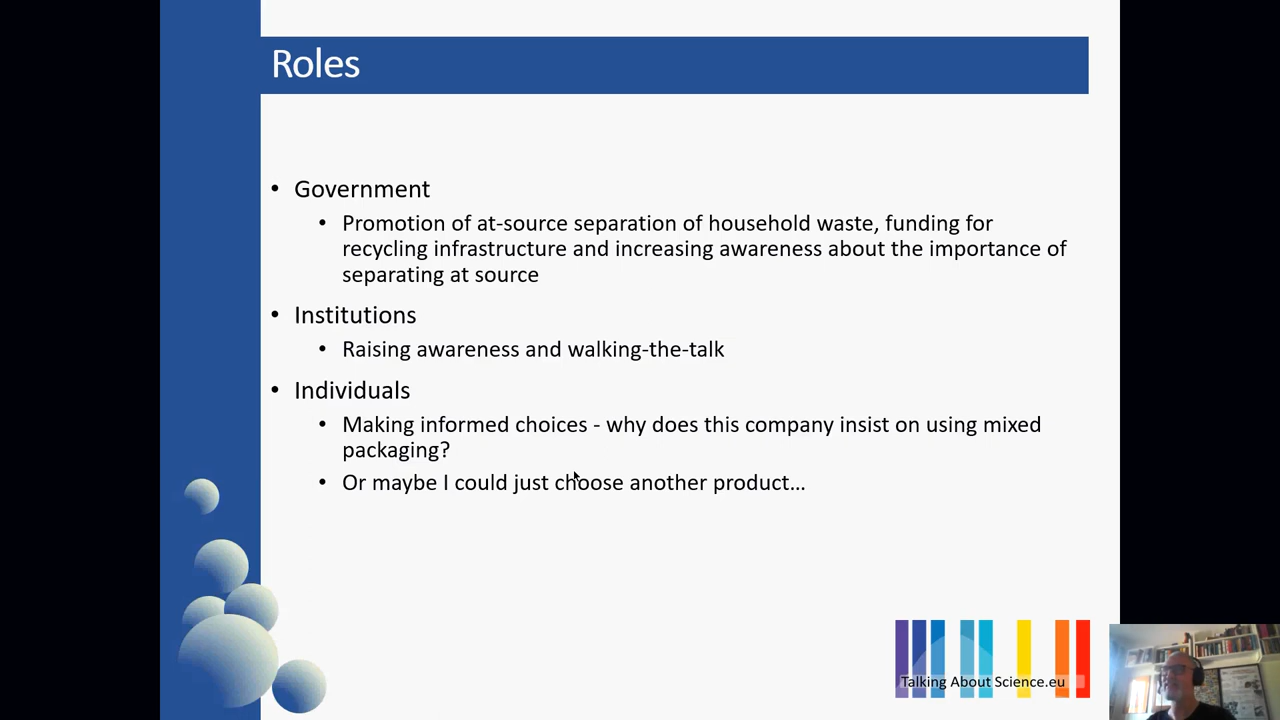 Roles
• Government
• Promotion of at-source separation of household waste, funding for
recycling infrastructure and increasing awareness about the importance of
separating at source
• Institutions
• Raising awareness and walking-the-talk
• Individuals
• Making informed choices - why does this company insist on using mixed
packaging?
• Or maybe I could just choose another product…
Talking About Science.eu